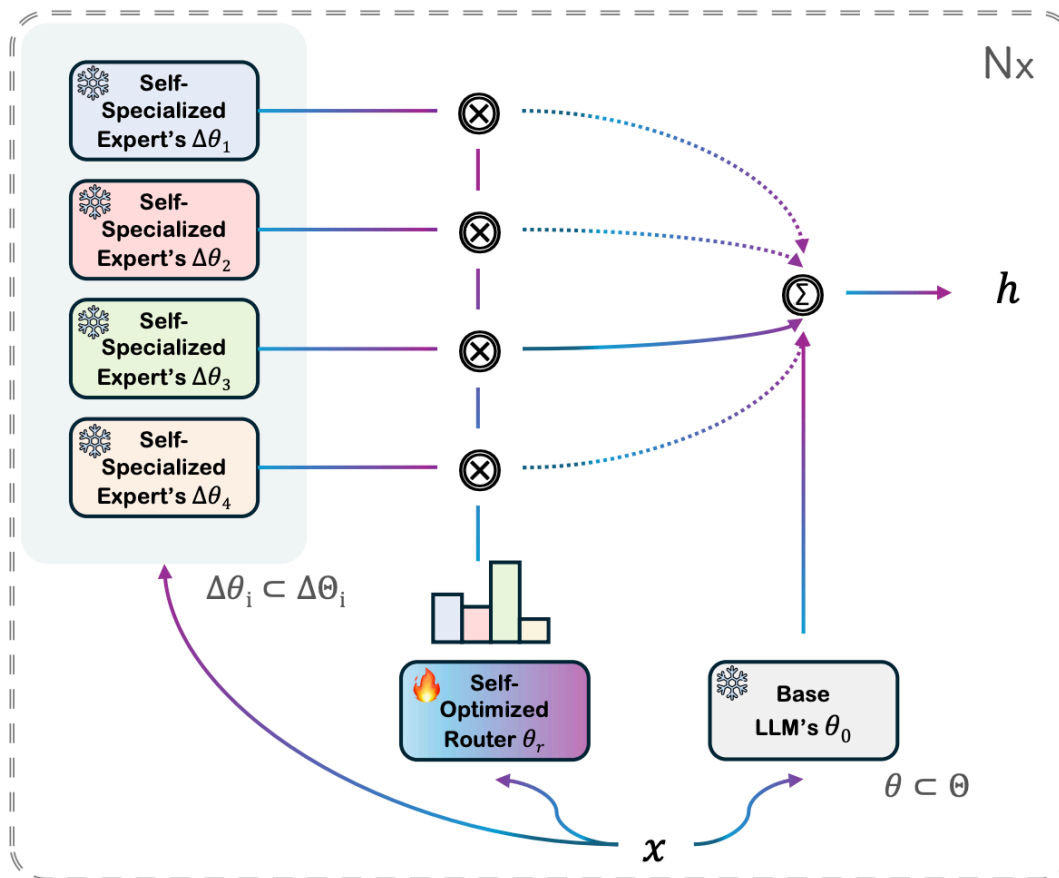 Nx
Self-
Specialized
Expert's Δθ₁
Self-
Specialized
Expert's Δθ₂
Self-
Specialized
Expert's Δθ₃
Self-
Specialized
Expert's Δθ₄
Σ
h
Δθᵢ ⊂ ΔΘᵢ
Self-
Optimized
Router θᵣ
Base
LLM's θ₀
θ ⊂ Θ
x